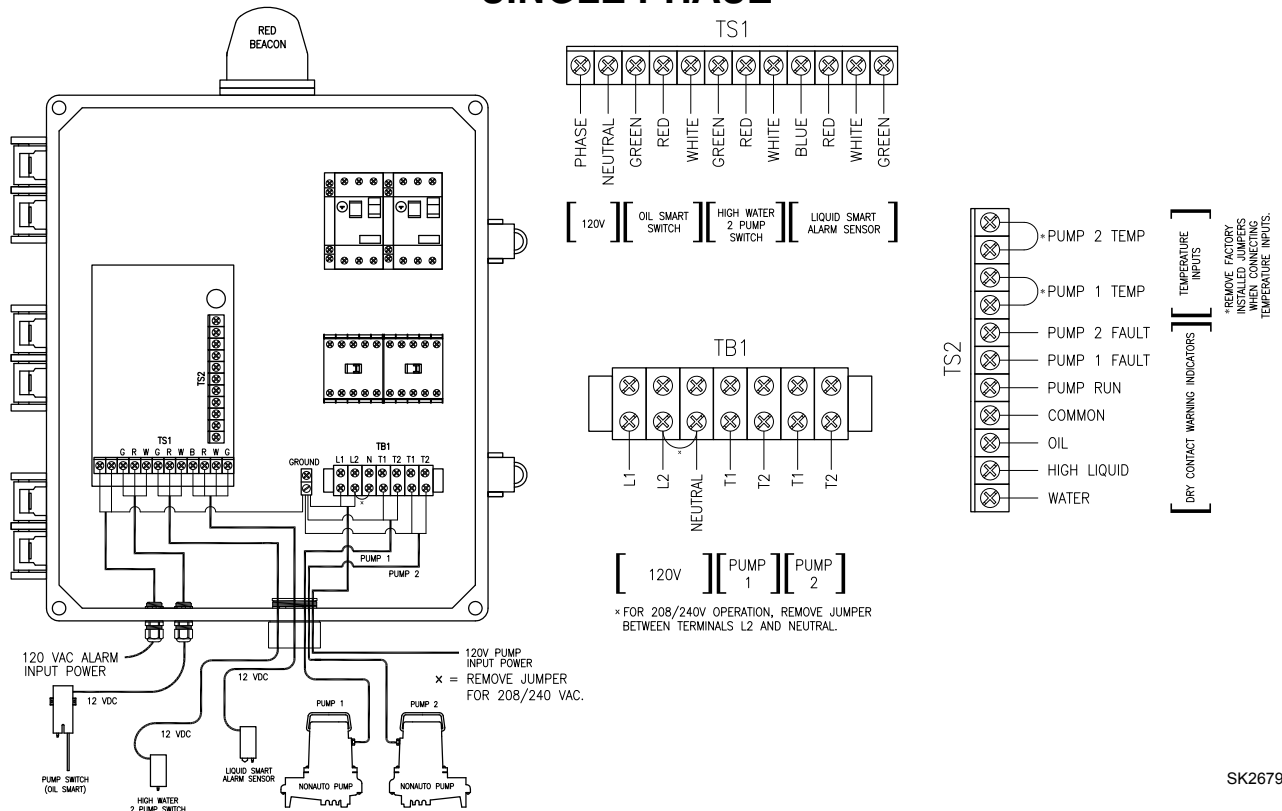 SINGLE PHASE
RED
BEACON
TS1
PHASE
NEUTRAL
GREEN
RED
WHITE
GREEN
RED
WHITE
BLUE
RED
WHITE
GREEN
120V
OIL SMART
SWITCH
HIGH WATER
2 PUMP
SWITCH
LIQUID SMART
ALARM SENSOR
TS2
TS1
G R W G R W B R W G
GROUND
TB1
L1 L2 N T1 T2 T1 T2
PUMP 1
PUMP 2
TB1
L1
L2
×
NEUTRAL
T1
T2
T1
T2
120V
PUMP
1
PUMP
2
× FOR 208/240V OPERATION, REMOVE JUMPER
BETWEEN TERMINALS L2 AND NEUTRAL.
TS2
*PUMP 2 TEMP
*PUMP 1 TEMP
PUMP 2 FAULT
PUMP 1 FAULT
PUMP RUN
COMMON
OIL
HIGH LIQUID
WATER
TEMPERATURE
INPUTS
DRY CONTACT WARNING INDICATORS
*REMOVE FACTORY
INSTALLED JUMPERS
WHEN CONNECTING
TEMPERATURE INPUTS.
120 VAC ALARM
INPUT POWER
12 VDC
12 VDC
12 VDC
120V PUMP
INPUT POWER
× = REMOVE JUMPER
FOR 208/240 VAC.
PUMP SWITCH
(OIL SMART)
HIGH WATER
2 PUMP SWITCH
LIQUID SMART
ALARM SENSOR
PUMP 1
PUMP 2
NONAUTO PUMP
NONAUTO PUMP
SK2679